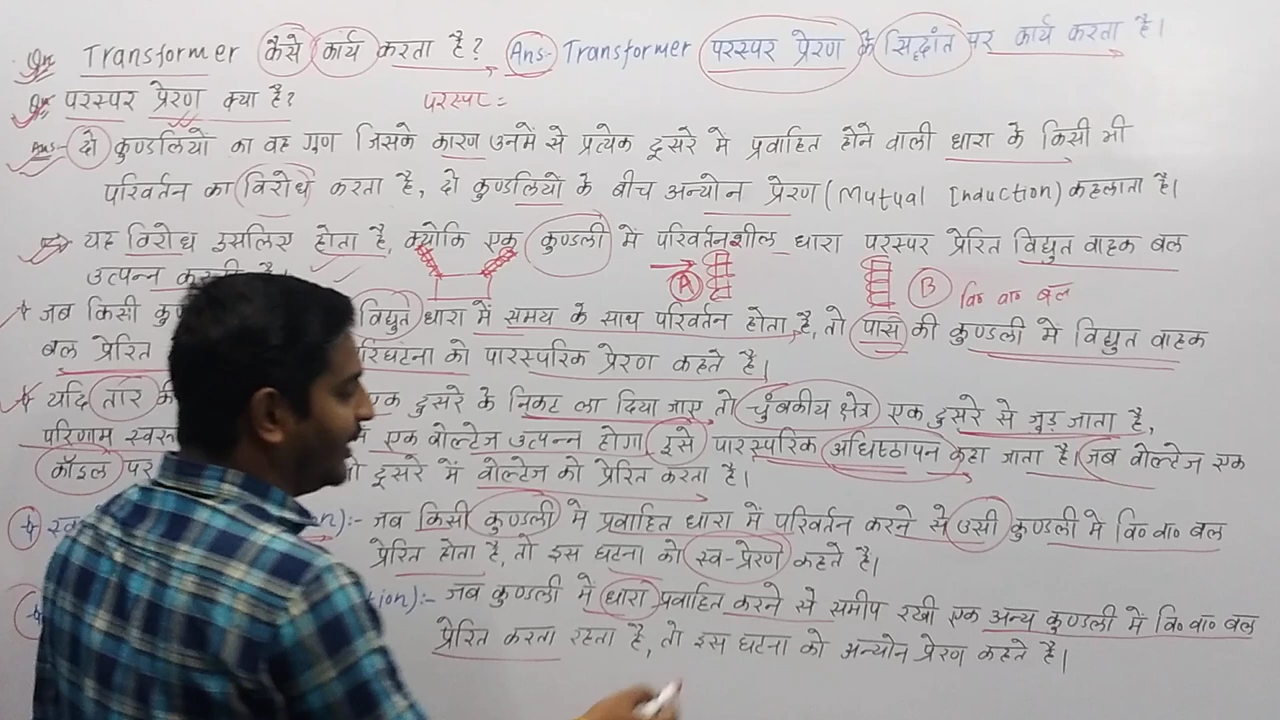 Qn Transformer कैसे कार्य करता है? Ans- Transformer परस्पर प्रेरण के सिद्धांत पर कार्य करता है।
Qn परस्पर प्रेरण क्या है? परस्पर =
Ans- दो कुण्डलियों का वह गुण जिसके कारण उनमें से प्रत्येक दूसरे में प्रवाहित होने वाली धारा के किसी भी
परिवर्तन का विरोध करता है, दो कुण्डलियो के बीच अन्योन प्रेरण (Mutual Induction) कहलाता है।
यह विरोध इसलिए होता है, क्योकि एक कुण्डली में परिवर्तनशील धारा परस्पर प्रेरित विद्युत वाहक बल
उत्पन्न करती है।
A B वि० वा० बल
जब किसी विद्युत धारा में समय के साथ परिवर्तन होता है, तो पास की कुण्डली में विद्युत वाहक
बल प्रेरित परिघटना को पारस्परिक प्रेरण कहते है।
यदि तार एक दुसरे के निकट ला दिया जाए तो चुंबकीय क्षेत्र एक दुसरे से जूड़ जाता है,
परिणाम एक वोल्टेज उत्पन्न होगा। इसे पारस्परिक अधिष्ठापन कहा जाता है। जब वोल्टेज एक
कॉइल पर दूसरे में वोल्टेज को प्रेरित करता है।
:- जब किसी कुण्डली में प्रवाहित धारा में परिवर्तन करने से उसी कुण्डली में वि० वा० बल
प्रेरित होता है, तो इस घटना को स्व-प्रेरण कहते है।
tion):- जब कुण्डली में धारा प्रवाहित करने से समीप रखी एक अन्य कुण्डली में वि० वा० बल
प्रेरित करता रहता है, तो इस घटना को अन्योन प्रेरण कहते है।